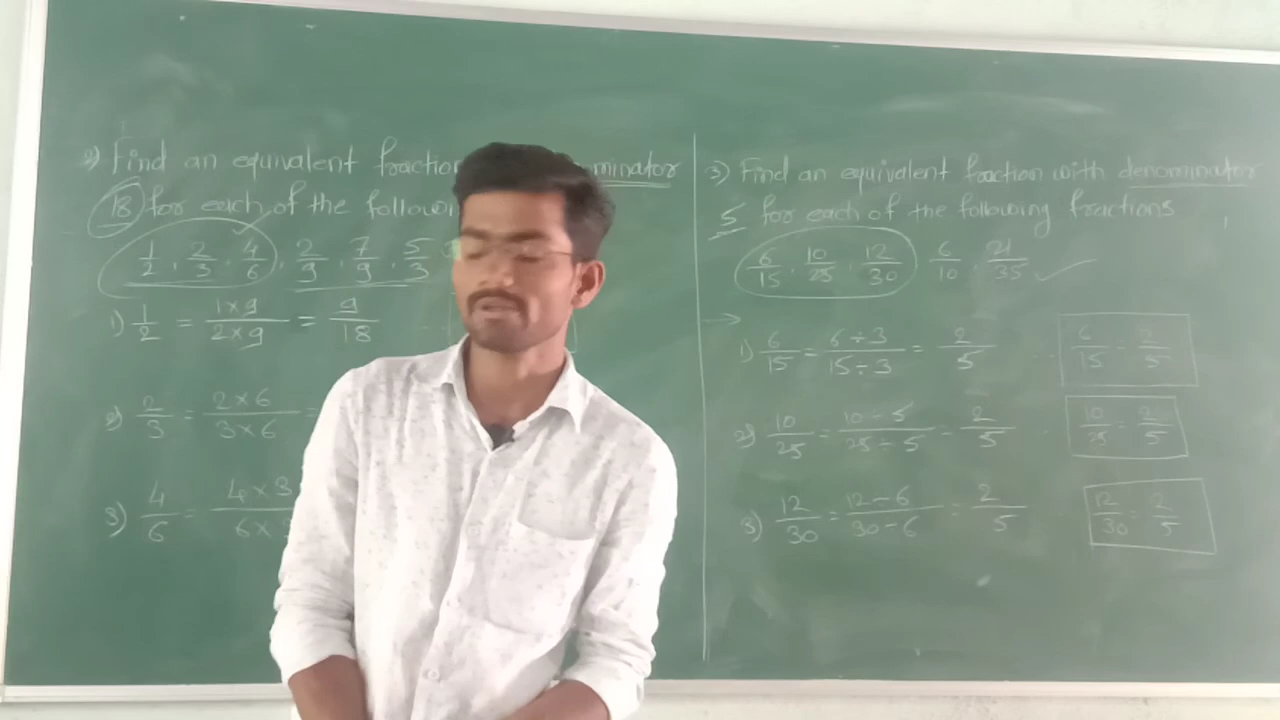 2) Find an equivalent fraction minator
18 for each of the followin
1/2, 2/3, 4/6, 2/9, 7/9, 5/3
1) 1/2 = 1×9/2×9 = 9/18
2) 2/3 = 2×6/3×6 =
3) 4/6 = 4×3/6×3
3) Find an equivalent fraction with denominator
5 for each of the following fractions
6/15, 10/25, 12/30, 6/10, 21/35 ✓
→
1) 6/15 = 6÷3/15÷3 = 2/5 ∴ 6/15 = 2/5
2) 10/25 = 10÷5/25÷5 = 2/5 ∴ 10/25 = 2/5
3) 12/30 = 12-6/30-6 = 2/5 12/30 = 2/5